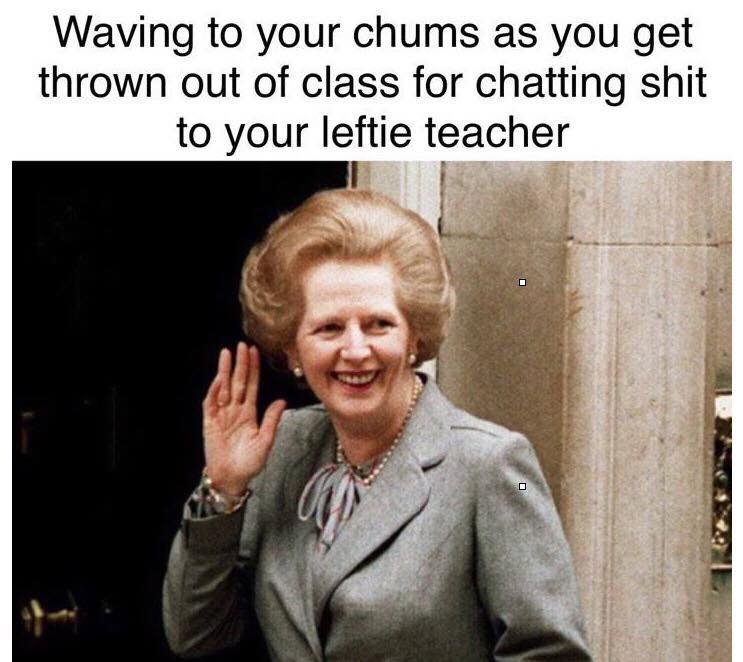 Waving to your chums as you get
thrown out of class for chatting shit
to your leftie teacher